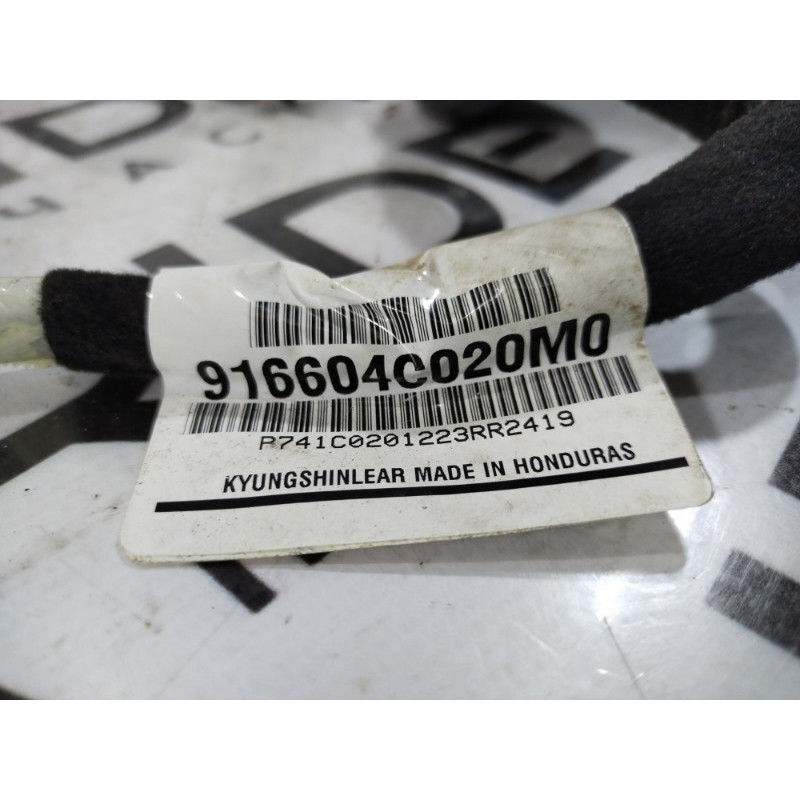 916604C020M0
P741C0201223RR2419
KYUNGSHINLEAR MADE IN HONDURAS